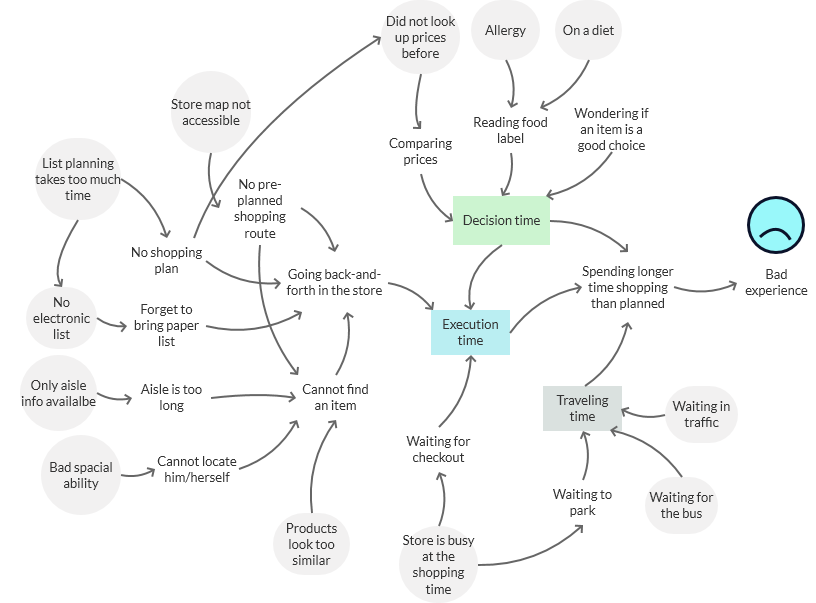 Did not look
up prices
before
Allergy
On a diet
Store map not
accessible
Reading food
label
Wondering if
an item is a
good choice
Comparing
prices
List planning
takes too much
time
No pre-
planned
shopping
route
Decision time
No shopping
plan
Going back-and-
forth in the store
Spending longer
time shopping
than planned
Bad
experience
No
electronic
list
Forget to
bring paper
list
Execution
time
Only aisle
info availalbe
Aisle is too
long
Cannot find
an item
Traveling
time
Waiting in
traffic
Bad spacial
ability
Cannot locate
him/herself
Waiting for
checkout
Waiting to
park
Waiting for
the bus
Products
look too
similar
Store is busy
at the
shopping
time